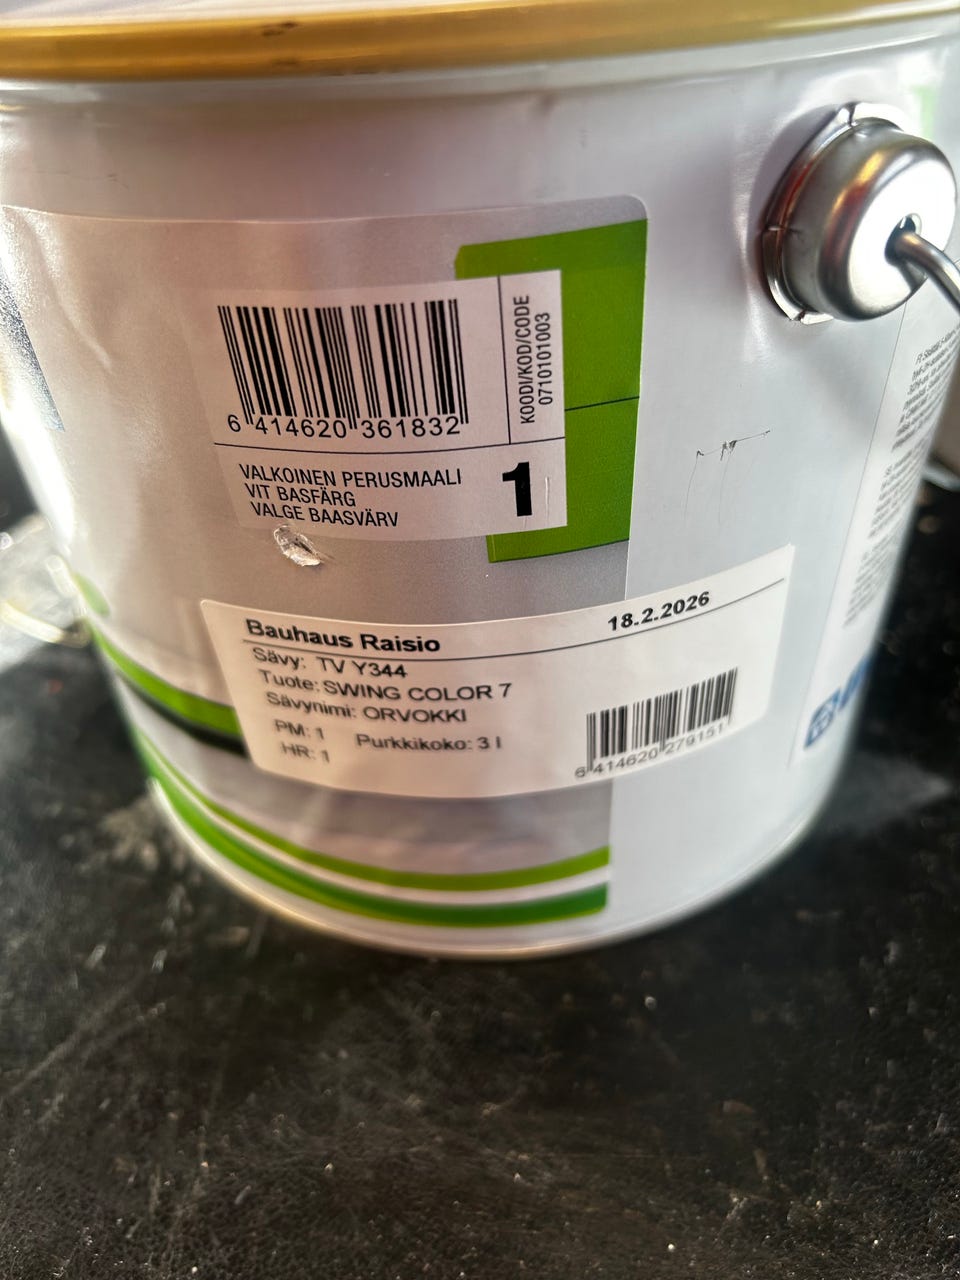 6 414620 361832
KOODI/KOD/CODE
0710101003
VALKOINEN PERUSMAALI
VIT BASFÄRG
VALGE BAASVÄRV
1
Bauhaus Raisio 18.2.2026
Sävy: TV Y344
Tuote: SWING COLOR 7
Sävynimi: ORVOKKI
PM: 1 Purkkikoko: 3 l
HR: 1
6 414620 279151